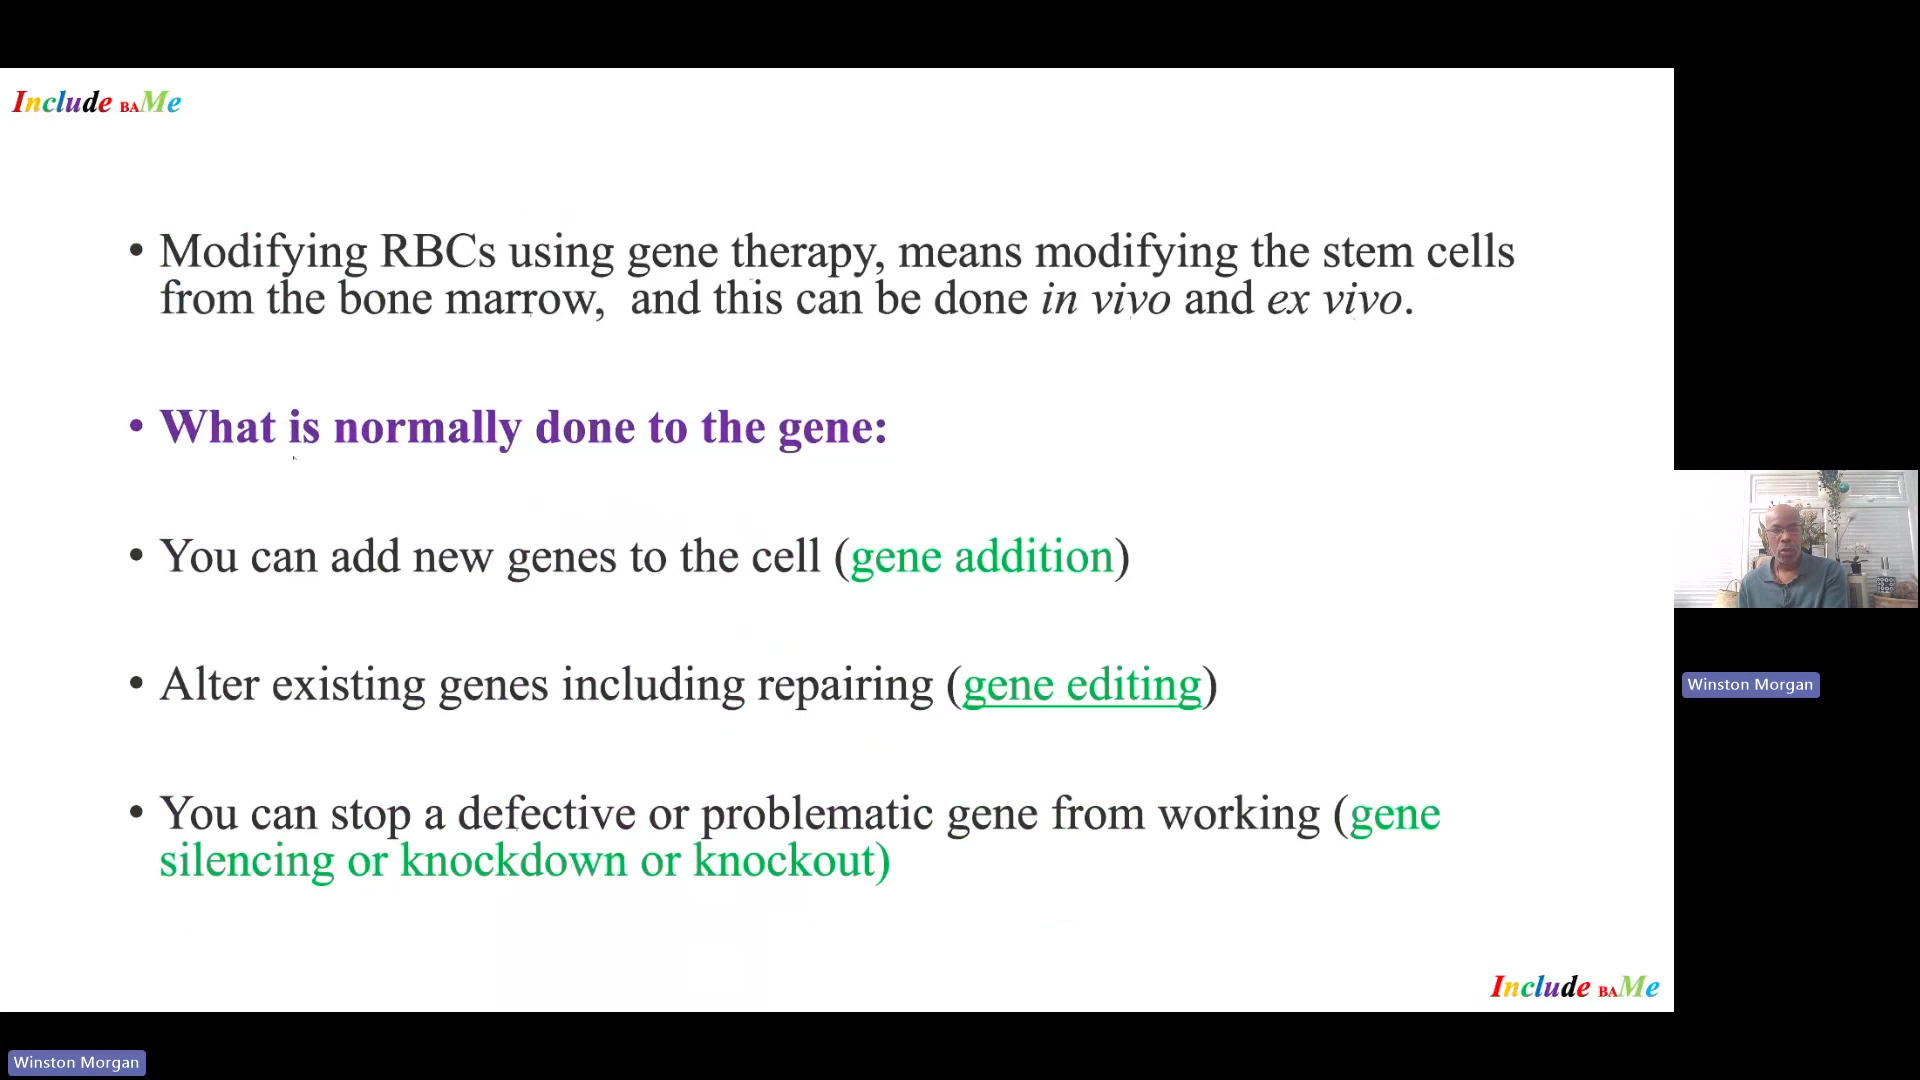 Include BAMe
• Modifying RBCs using gene therapy, means modifying the stem cells
from the bone marrow, and this can be done in vivo and ex vivo.
• What is normally done to the gene:
• You can add new genes to the cell (gene addition)
• Alter existing genes including repairing (gene editing)
• You can stop a defective or problematic gene from working (gene
silencing or knockdown or knockout)
Include BAMe
Winston Morgan
Winston Morgan